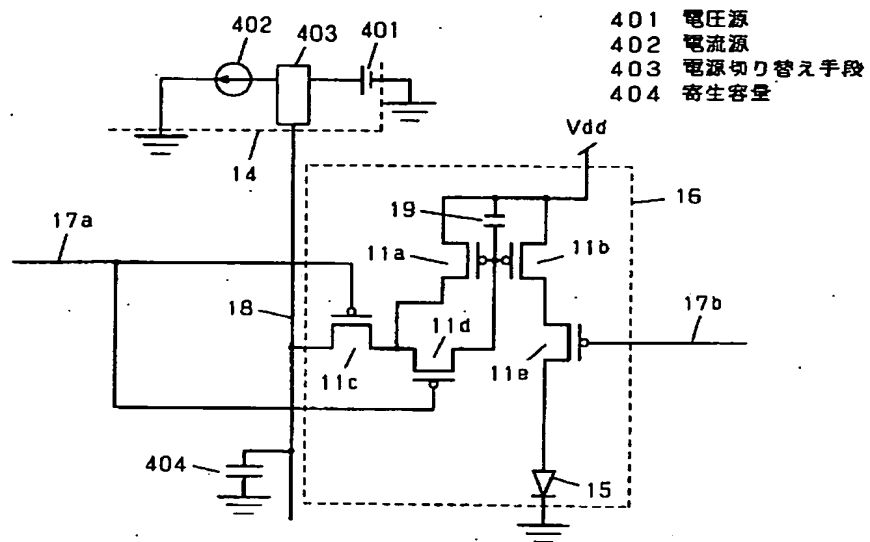 401 電圧源
402 電流源
403 電源切り替え手段
404 寄生容量
402
403
401
14
Vdd
16
19
17a
11a
11b
18
11d
17b
11c
11e
404
15